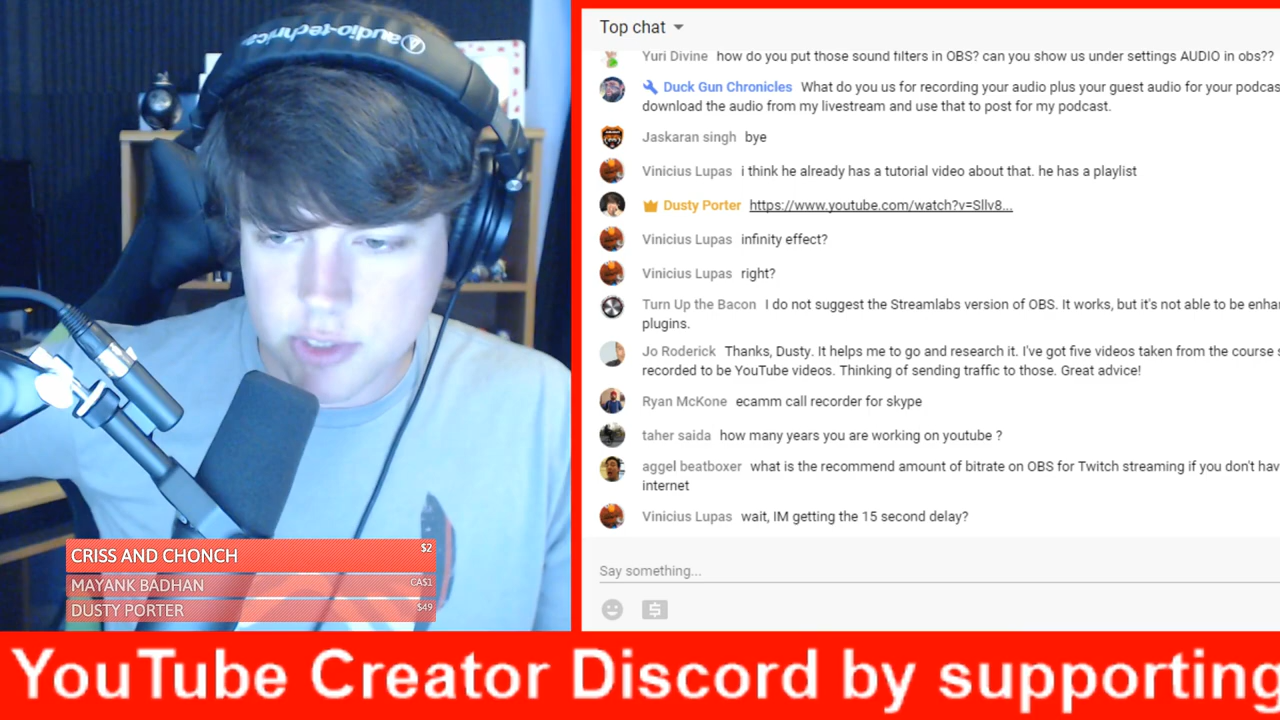 audio-technica
Top chat
Yuri Divine how do you put those sound filters in OBS? can you show us under settings AUDIO in obs??
Duck Gun Chronicles What do you us for recording your audio plus your guest audio for your podcas
download the audio from my livestream and use that to post for my podcast.
Jaskaran singh bye
Vinicius Lupas i think he already has a tutorial video about that. he has a playlist
Dusty Porter https://www.youtube.com/watch?v=Sllv8...
Vinicius Lupas infinity effect?
Vinicius Lupas right?
Turn Up the Bacon I do not suggest the Streamlabs version of OBS. It works, but it's not able to be enha
plugins.
Jo Roderick Thanks, Dusty. It helps me to go and research it. I've got five videos taken from the course s
recorded to be YouTube videos. Thinking of sending traffic to those. Great advice!
Ryan McKone ecamm call recorder for skype
taher saida how many years you are working on youtube ?
aggel beatboxer what is the recommend amount of bitrate on OBS for Twitch streaming if you don't hav
internet
Vinicius Lupas wait, IM getting the 15 second delay?
Say something...
CRISS AND CHONCH $2
MAYANK BADHAN CA$1
DUSTY PORTER $49
YouTube Creator Discord by supporting